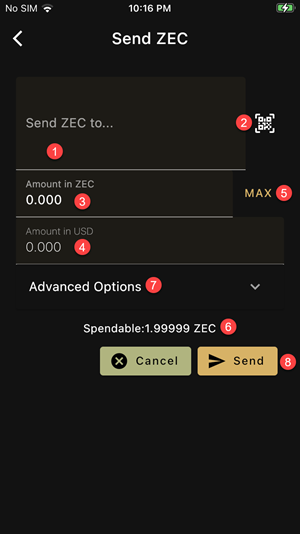 No SIM 10:16 PM
Send ZEC
Send ZEC to...
2
1
Amount in ZEC
0.000 3
MAX 5
Amount in USD
0.000 4
Advanced Options 7
Spendable:1.99999 ZEC 6
Cancel
Send 8